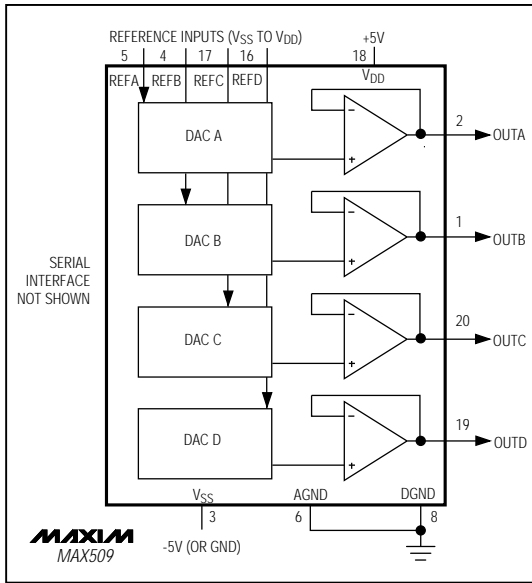 REFERENCE INPUTS (VSS TO VDD)
+5V
5 4 17 16 18
REFA REFB REFC REFD VDD
DAC A
−
+
2
OUTA
DAC B
−
+
1
OUTB
SERIAL
INTERFACE
NOT SHOWN
DAC C
−
+
20
OUTC
DAC D
−
+
19
OUTD
VSS AGND DGND
3 6 8
-5V (OR GND)
MAXIM
MAX509